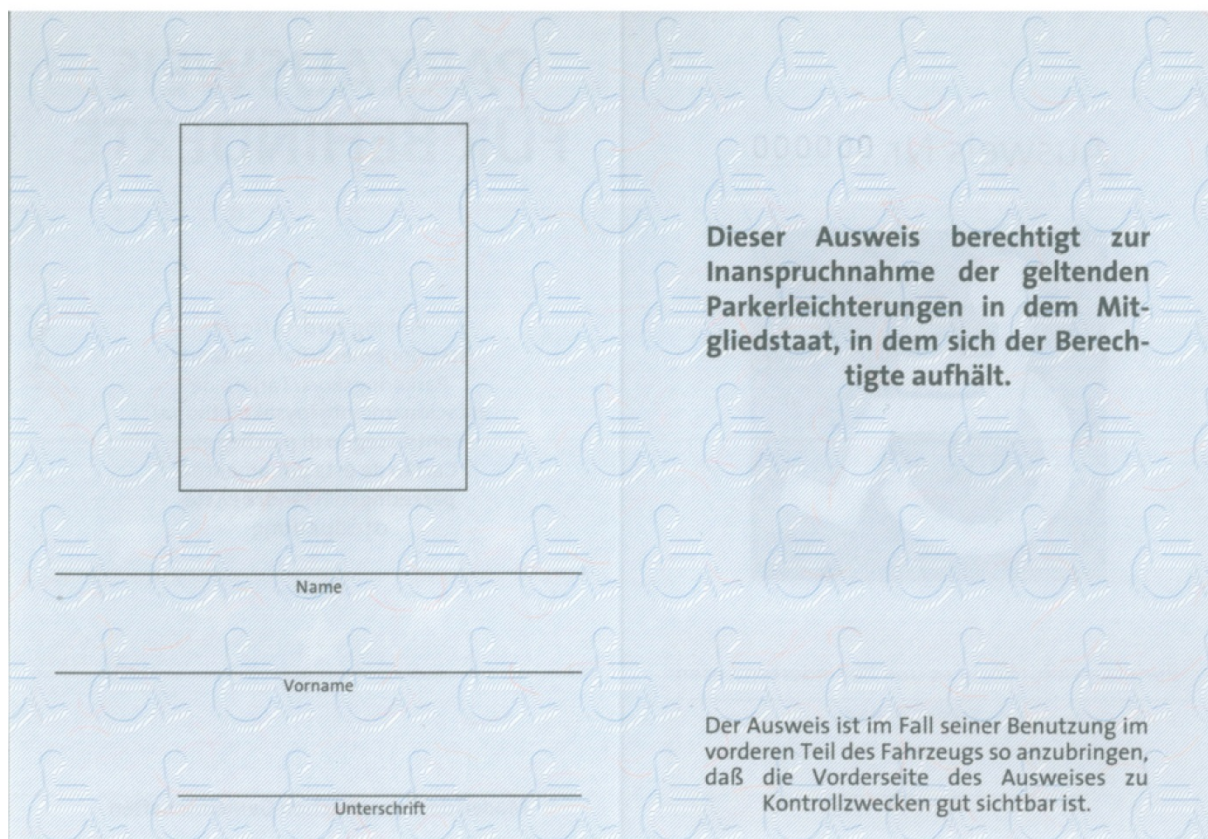 Name
Vorname
Unterschrift
Dieser Ausweis berechtigt zur
Inanspruchnahme der geltenden
Parkerleichterungen in dem Mit-
gliedstaat, in dem sich der Berech-
tigte aufhält.
Der Ausweis ist im Fall seiner Benutzung im
vorderen Teil des Fahrzeugs so anzubringen,
daß die Vorderseite des Ausweises zu
Kontrollzwecken gut sichtbar ist.